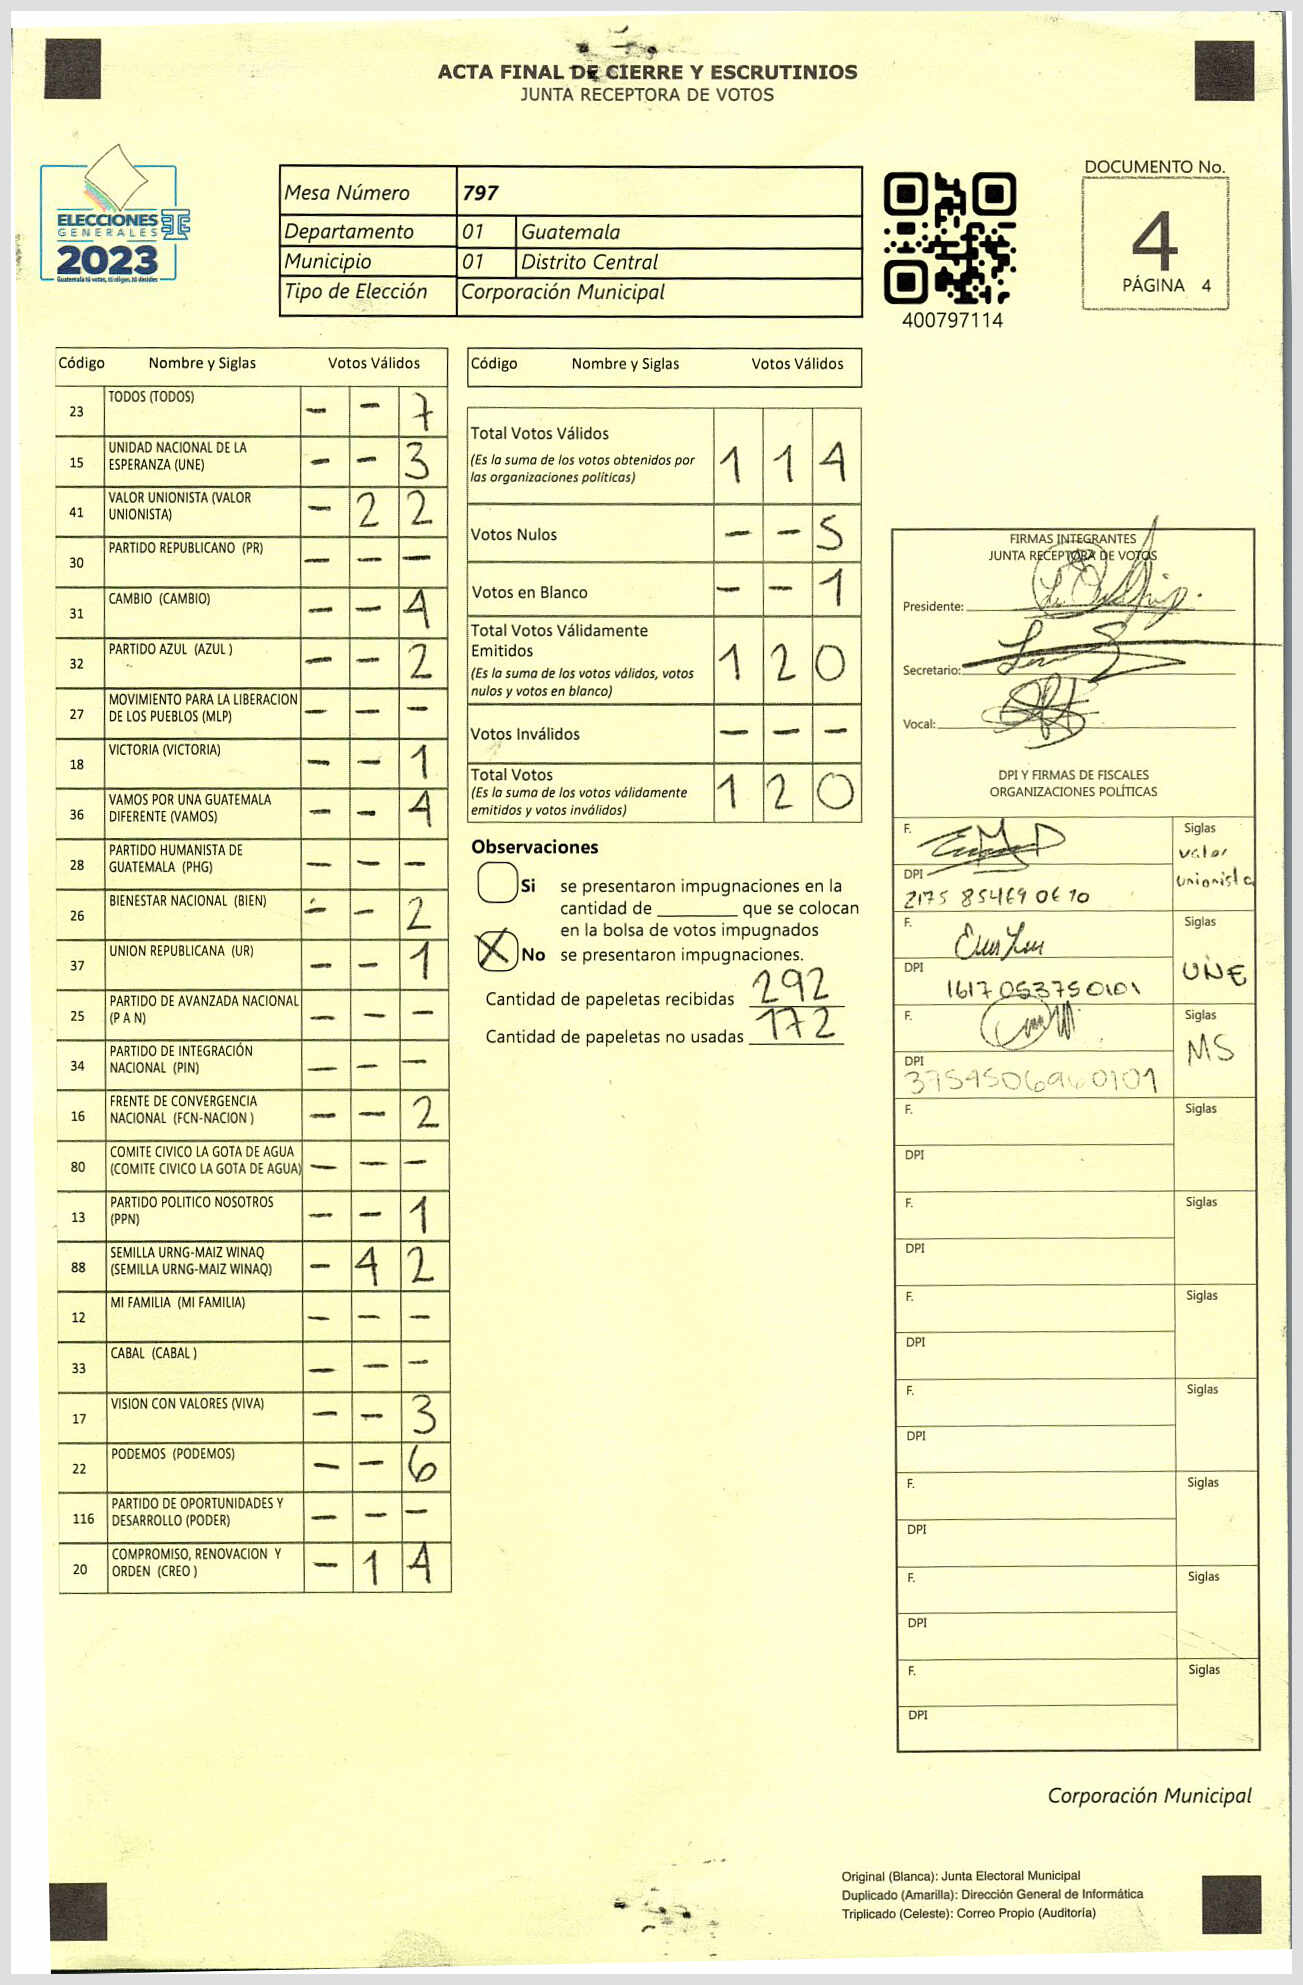 ACTA FINAL DE CIERRE Y ESCRUTINIOS
JUNTA RECEPTORA DE VOTOS
ELECCIONES
GENERALES
2023
Guatemala tú votas, tú eliges, tú decides
Mesa Número 797
Departamento 01 Guatemala
Municipio 01 Distrito Central
Tipo de Elección Corporación Municipal
400797114
DOCUMENTO No.
4
PÁGINA 4
Código Nombre y Siglas Votos Válidos
23 TODOS (TODOS) - - 7
15 UNIDAD NACIONAL DE LA
ESPERANZA (UNE) - - 3
41 VALOR UNIONISTA (VALOR
UNIONISTA) - 2 2
30 PARTIDO REPUBLICANO (PR) - - -
31 CAMBIO (CAMBIO) - - 4
32 PARTIDO AZUL (AZUL ) - - 2
27 MOVIMIENTO PARA LA LIBERACION
DE LOS PUEBLOS (MLP) - - -
18 VICTORIA (VICTORIA) - - 1
36 VAMOS POR UNA GUATEMALA
DIFERENTE (VAMOS) - - 4
28 PARTIDO HUMANISTA DE
GUATEMALA (PHG) - - -
26 BIENESTAR NACIONAL (BIEN) - - 2
37 UNION REPUBLICANA (UR) - - 1
25 PARTIDO DE AVANZADA NACIONAL
(P A N) - - -
34 PARTIDO DE INTEGRACIÓN
NACIONAL (PIN) - - -
16 FRENTE DE CONVERGENCIA
NACIONAL (FCN-NACION ) - - 2
80 COMITE CIVICO LA GOTA DE AGUA
(COMITE CIVICO LA GOTA DE AGUA) - - -
13 PARTIDO POLITICO NOSOTROS
(PPN) - - 1
88 SEMILLA URNG-MAIZ WINAQ
(SEMILLA URNG-MAIZ WINAQ) - 4 2
12 MI FAMILIA (MI FAMILIA) - - -
33 CABAL (CABAL ) - - -
17 VISION CON VALORES (VIVA) - - 3
22 PODEMOS (PODEMOS) - - 6
116 PARTIDO DE OPORTUNIDADES Y
DESARROLLO (PODER) - - -
20 COMPROMISO, RENOVACION Y
ORDEN (CREO ) - 1 4
Código Nombre y Siglas Votos Válidos
Total Votos Válidos
(Es la suma de los votos obtenidos por
las organizaciones políticas) 1 1 4
Votos Nulos - - 5
Votos en Blanco - - 1
Total Votos Válidamente
Emitidos
(Es la suma de los votos válidos, votos
nulos y votos en blanco) 1 2 0
Votos Inválidos - - -
Total Votos
(Es la suma de los votos válidamente
emitidos y votos inválidos) 1 2 0
Observaciones
Si se presentaron impugnaciones en la
cantidad de ________ que se colocan
en la bolsa de votos impugnados
X No se presentaron impugnaciones.
Cantidad de papeletas recibidas 292
Cantidad de papeletas no usadas 172
FIRMAS INTEGRANTES
JUNTA RECEPTORA DE VOTOS
Presidente:
Secretario:
Vocal:
DPI Y FIRMAS DE FISCALES
ORGANIZACIONES POLÍTICAS
F. Siglas
valor
unionista
DPI
2175 85469 0610
F. Siglas
UNE
DPI
1617 053750101
F. Siglas
MS
DPI
F. Siglas
DPI
F. Siglas
DPI
F. Siglas
DPI
F. Siglas
DPI
F. Siglas
DPI
F. Siglas
DPI
F. Siglas
DPI
Corporación Municipal
Original (Blanca): Junta Electoral Municipal
Duplicado (Amarilla): Dirección General de Informática
Triplicado (Celeste): Correo Propio (Auditoría)